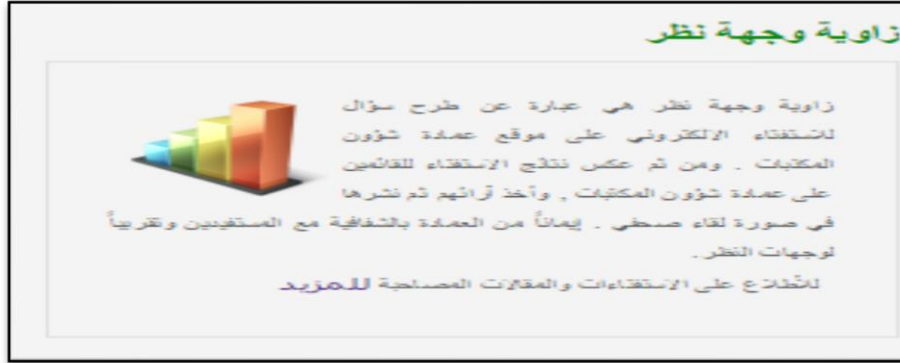 زاوية وجهة نظر
زاوية وجهة نظر هي عبارة عن طرح سؤال
للاستفتاء الالكتروني على موقع عمادة شؤون
المكتبات . ومن ثم عكس نتائج الاستفتاء للقائمين
على عمادة شؤون المكتبات , وأخذ آرائهم ثم نشرها
في صورة لقاء صحفي . إيماناً من العمادة بالشفافية مع المستفيدين وتقريباً
لوجهات النظر .
للاطلاع على الاستفتاءات والمقالات المصاحبة للمزيد